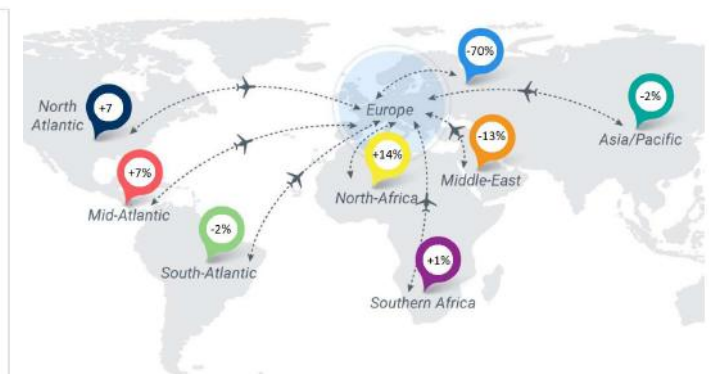 -70%
North
Atlantic
+7
Europe
-2%
Asia/Pacific
-13%
Middle-East
+7%
Mid-Atlantic
+14%
North-Africa
-2%
South-Atlantic
+1%
Southern Africa